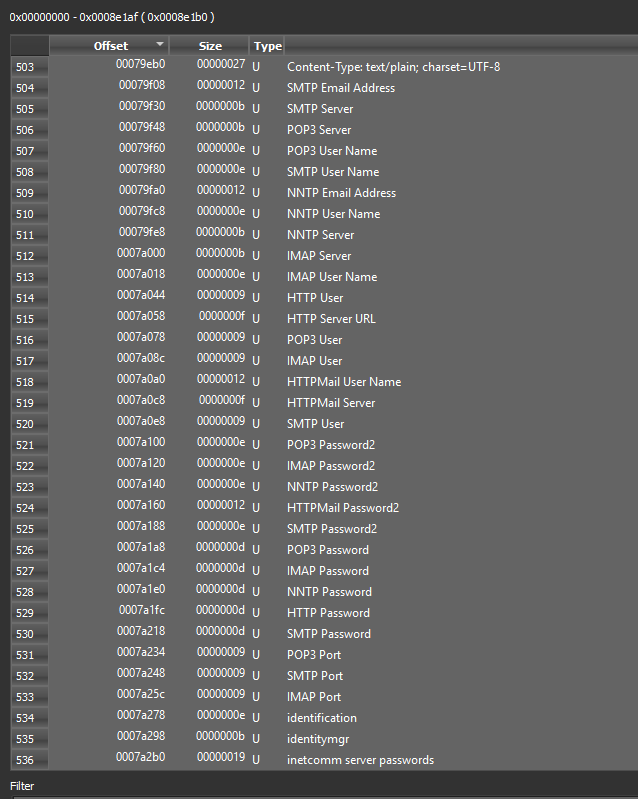 0x00000000 - 0x0008e1af ( 0x0008e1b0 )
Offset Size Type
503 00079eb0 00000027 U Content-Type: text/plain; charset=UTF-8
504 00079f08 00000012 U SMTP Email Address
505 00079f30 0000000b U SMTP Server
506 00079f48 0000000b U POP3 Server
507 00079f60 0000000e U POP3 User Name
508 00079f80 0000000e U SMTP User Name
509 00079fa0 00000012 U NNTP Email Address
510 00079fc8 0000000e U NNTP User Name
511 00079fe8 0000000b U NNTP Server
512 0007a000 0000000b U IMAP Server
513 0007a018 0000000e U IMAP User Name
514 0007a044 00000009 U HTTP User
515 0007a058 0000000f U HTTP Server URL
516 0007a078 00000009 U POP3 User
517 0007a08c 00000009 U IMAP User
518 0007a0a0 00000012 U HTTPMail User Name
519 0007a0c8 0000000f U HTTPMail Server
520 0007a0e8 00000009 U SMTP User
521 0007a100 0000000e U POP3 Password2
522 0007a120 0000000e U IMAP Password2
523 0007a140 0000000e U NNTP Password2
524 0007a160 00000012 U HTTPMail Password2
525 0007a188 0000000e U SMTP Password2
526 0007a1a8 0000000d U POP3 Password
527 0007a1c4 0000000d U IMAP Password
528 0007a1e0 0000000d U NNTP Password
529 0007a1fc 0000000d U HTTP Password
530 0007a218 0000000d U SMTP Password
531 0007a234 00000009 U POP3 Port
532 0007a248 00000009 U SMTP Port
533 0007a25c 00000009 U IMAP Port
534 0007a278 0000000e U identification
535 0007a298 0000000b U identitymgr
536 0007a2b0 00000019 U inetcomm server passwords
Filter